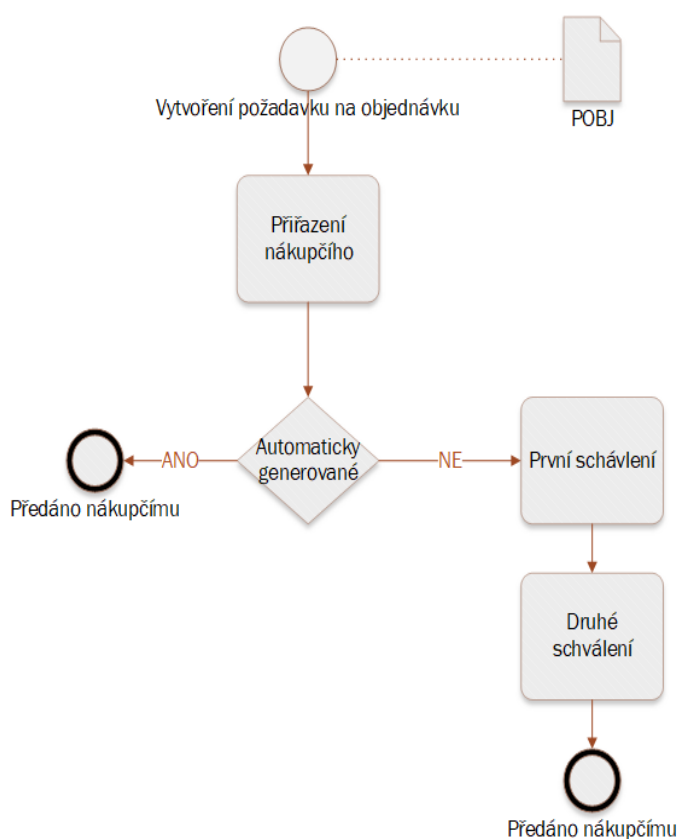 Vytvoření požadavku na objednávku
POBJ
Přiřazení
nákupčího
Automaticky
generované
ANO
NE
První schávlení
Předáno nákupčímu
Druhé
schválení
Předáno nákupčímu